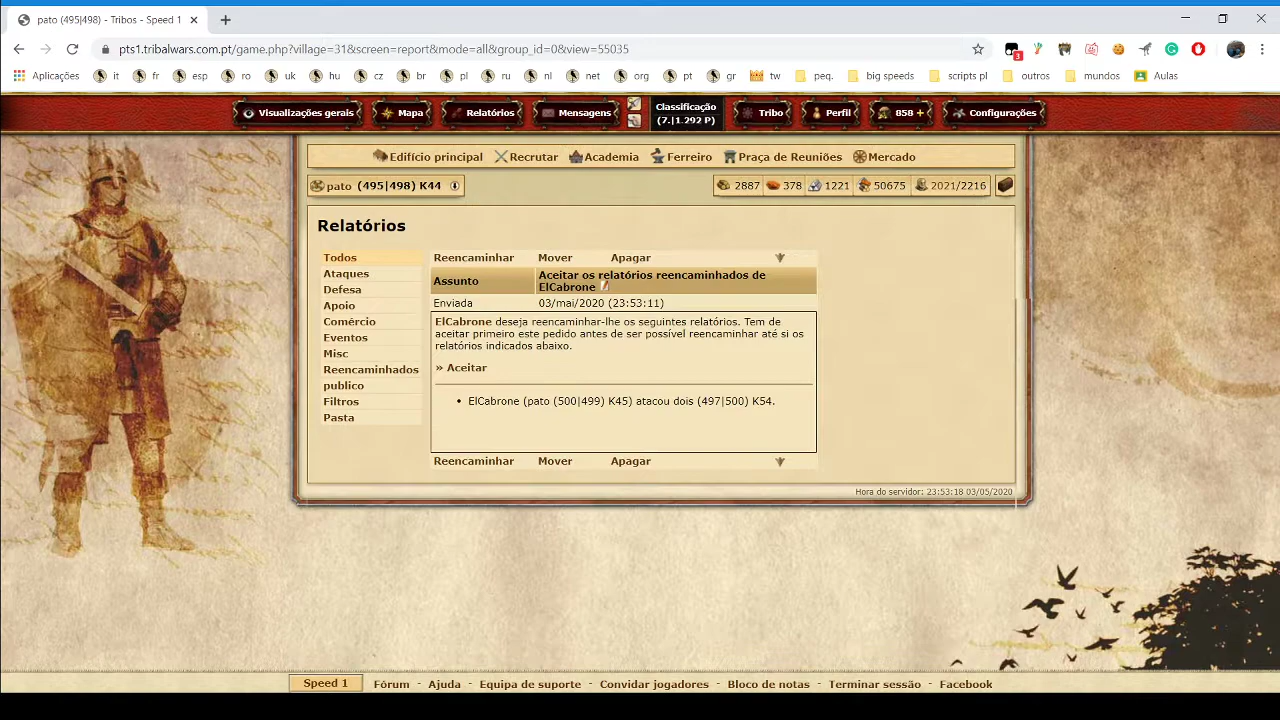 pato (495|498) - Tribos - Speed 1
pts1.tribalwars.com.pt/game.php?village=31&screen=report&mode=all&group_id=0&view=55035
3
Aplicações it fr esp ro uk hu cz br pl ru nl net org pt gr tw peq. big speeds scripts pl outros mundos Aulas
Visualizações gerais Mapa Relatórios Mensagens Classificação (7.|1.292 P) Tribo Perfil 858 + Configurações
Edifício principal Recrutar Academia Ferreiro Praça de Reuniões Mercado
pato (495|498) K44 2887 378 1221 50675 2021/2216
Relatórios
Todos
Ataques
Defesa
Apoio
Comércio
Eventos
Misc
Reencaminhados
publico
Filtros
Pasta
Reencaminhar Mover Apagar
Assunto Aceitar os relatórios reencaminhados de
ElCabrone
Enviada 03/mai/2020 (23:53:11)
ElCabrone deseja reencaminhar-lhe os seguintes relatórios. Tem de
aceitar primeiro este pedido antes de ser possível reencaminhar até si os
relatórios indicados abaixo.
» Aceitar
• ElCabrone (pato (500|499) K45) atacou dois (497|500) K54.
Reencaminhar Mover Apagar
Hora do servidor: 23:53:18 03/05/2020
Speed 1 Fórum - Ajuda - Equipa de suporte - Convidar jogadores - Bloco de notas - Terminar sessão - Facebook